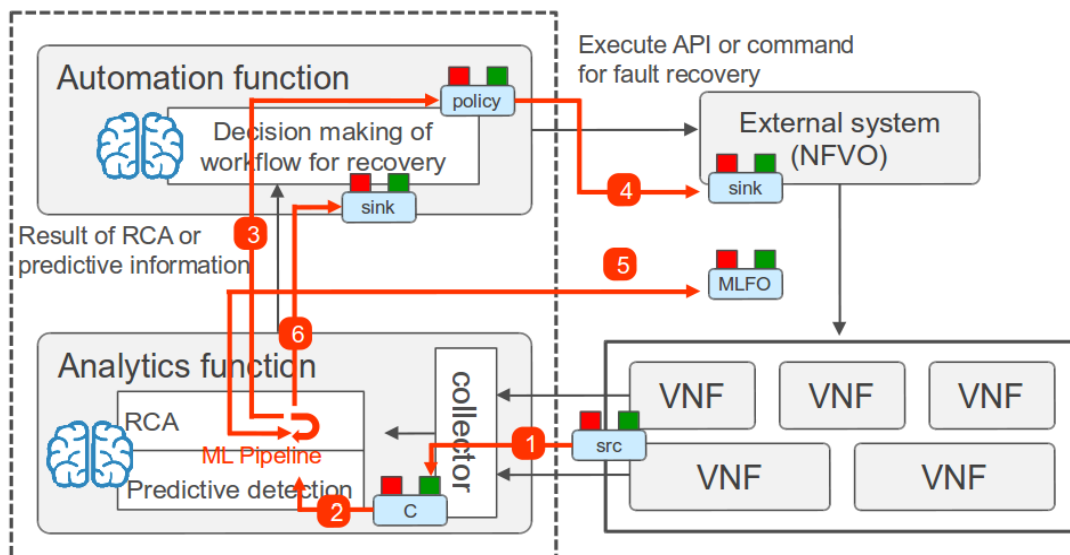 Automation function
policy
Decision making of
workflow for recovery
sink
Execute API or command
for fault recovery
External system
(NFVO)
sink
4
3
Result of RCA or
predictive information
5
MLFO
6
Analytics function
collector
RCA
ML Pipeline
Predictive detection
2
C
1
src
VNF
VNF
VNF
VNF
VNF